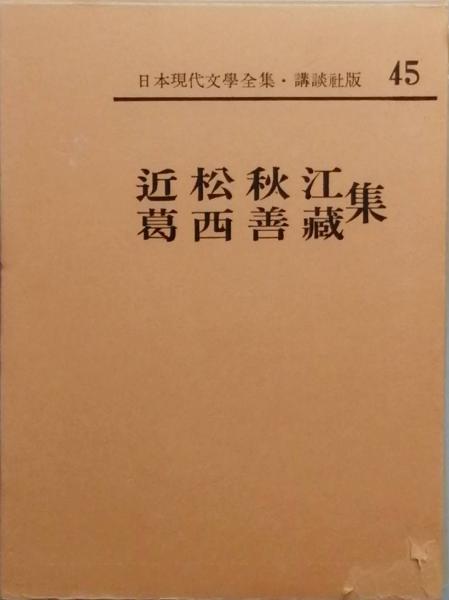 日本現代文學全集・講談社版 45
近松秋江
葛西善藏
集